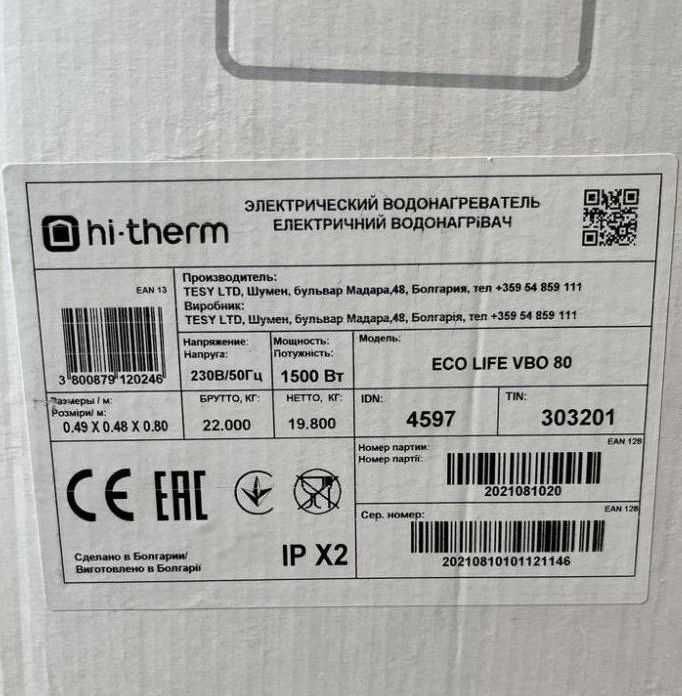 hi-therm
ЭЛЕКТРИЧЕСКИЙ ВОДОНАГРЕВАТЕЛЬ
ЕЛЕКТРИЧНИЙ ВОДОНАГРІВАЧ
EAN 13
3 800879 120246
Производитель:
TESY LTD, Шумен, бульвар Мадара,48, Болгария, тел +359 54 859 111
Виробник:
TESY LTD, Шумен, бульвар Мадара,48, Болгарія, тел +359 54 859 111
Напряжение:
Напруга:
230В/50Гц
Мощность:
Потужність:
1500 Вт
Модель:
ECO LIFE VBO 80
Размеры / м:
Розміри/ м:
0.49 X 0.48 X 0.80
БРУТТО, КГ:
22.000
НЕТТО, КГ:
19.800
IDN:
4597
TIN:
303201
CE EAC
IP X2
Сделано в Болгарии/
Виготовлено в Болгарії
Номер партии:
Номер партії:
EAN 128
2021081020
Сер. номер:
EAN 128
20210810101121146